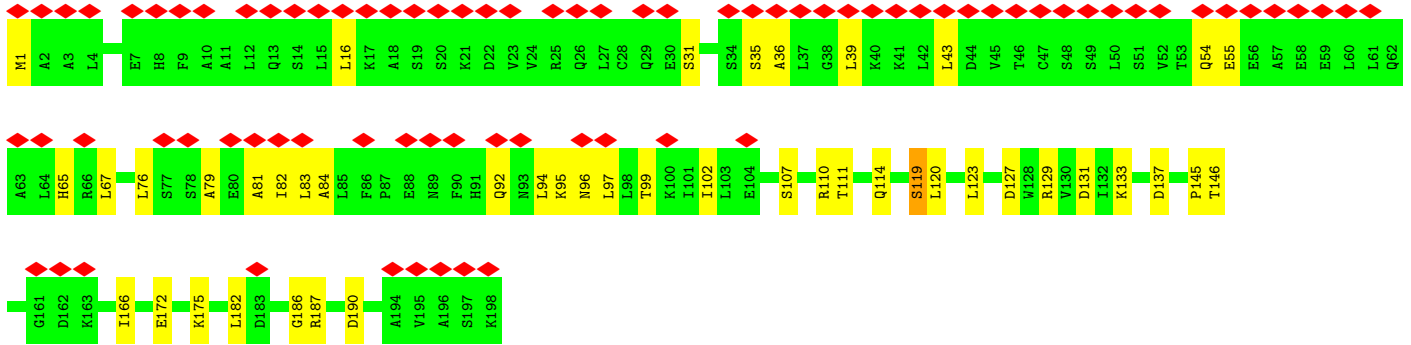 M1 A2 A3 L4 E7 H8 F9 A10 A11 L12 Q13 S14 L15 L16 K17 A18 S19 S20 K21 D22 V23 V24 R25 Q26 L27 C28 Q29 E30 S31 S34 S35 A36 L37 G38 L39 K40 K41 L42 L43 D44 V45 T46 C47 S48 S49 L50 S51 V52 T53 Q54 E55 E56 A57 E58 E59 L60 L61 Q62
A63 L64 H65 R66 L67 L76 S77 S78 A79 E80 A81 I82 L83 A84 L85 F86 P87 E88 N89 F90 H91 Q92 N93 L94 K95 N96 L97 L98 T99 K100 I101 I102 L103 E104 S107 R110 T111 Q114 S119 L120 L123 D127 W128 R129 V130 D131 I132 K133 D137 P145 T146
G161 D162 K163 I166 E172 K175 L182 D183 G186 R187 D190 A194 V195 A196 S197 K198